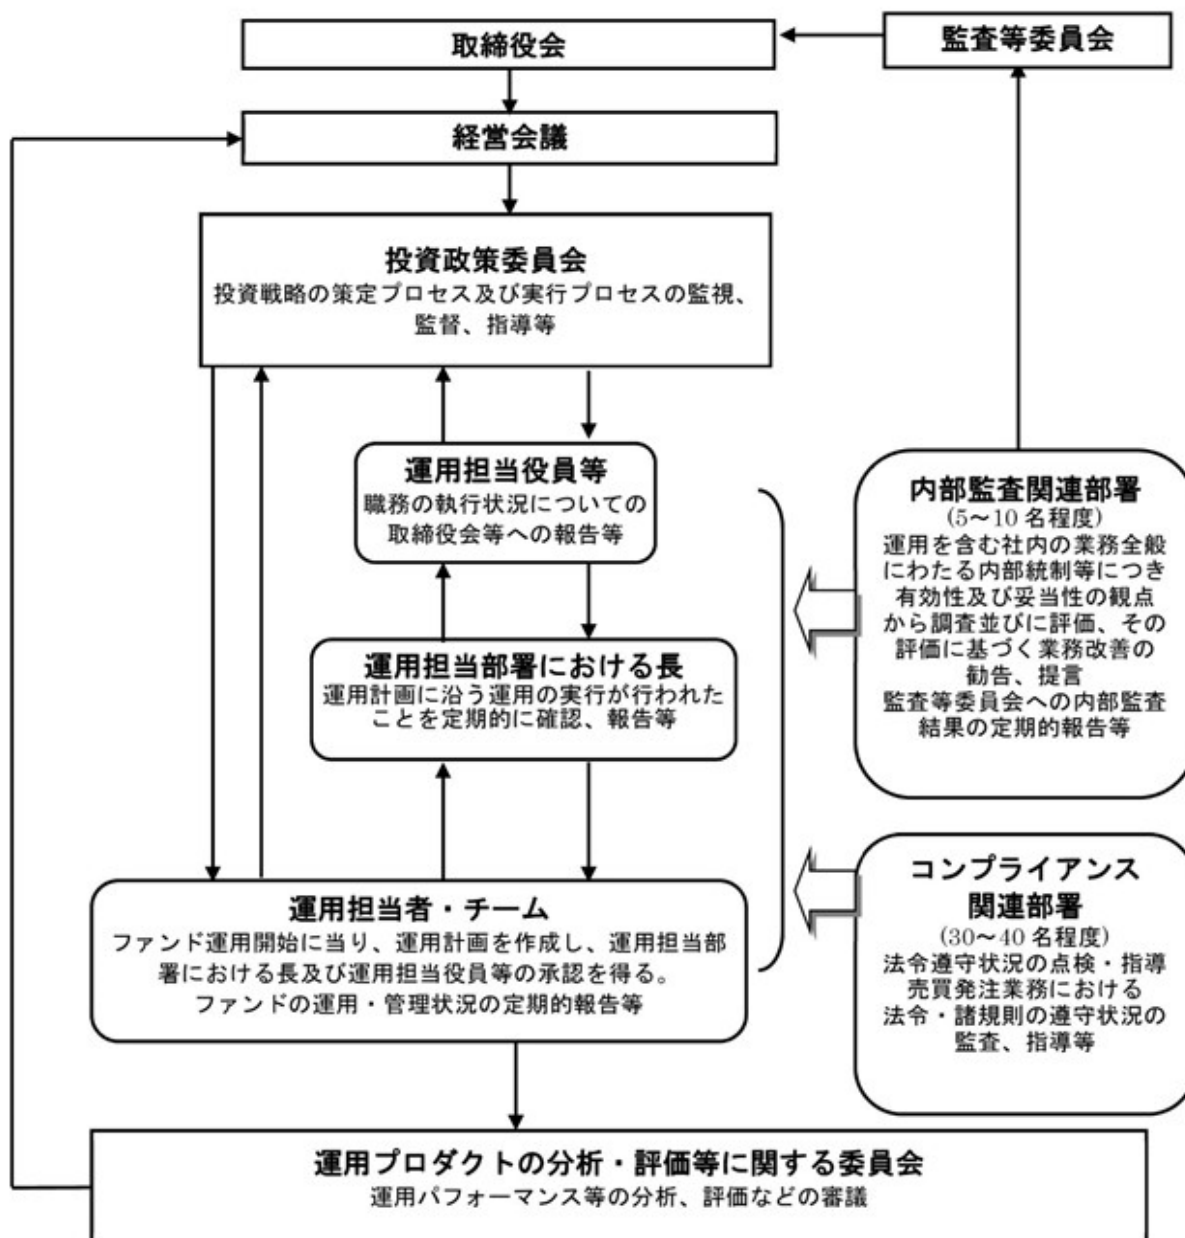 取締役会
監査等委員会
経営会議
投資政策委員会
投資戦略の策定プロセス及び実行プロセスの監視、
監督、指導等
運用担当役員等
職務の執行状況についての
取締役会等への報告等
運用担当部署における長
運用計画に沿う運用の実行が行われた
ことを定期的に確認、報告等
運用担当者・チーム
ファンド運用開始に当り、運用計画を作成し、運用担当部
署における長及び運用担当役員等の承認を得る。
ファンドの運用・管理状況の定期的報告等
内部監査関連部署
(5～10 名程度)
運用を含む社内の業務全般
にわたる内部統制等につき
有効性及び妥当性の観点
から調査並びに評価、その
評価に基づく業務改善の
勧告、提言
監査等委員会への内部監査
結果の定期的報告等
コンプライアンス
関連部署
(30～40 名程度)
法令遵守状況の点検・指導
売買発注業務における
法令・諸規則の遵守状況の
監査、指導等
運用プロダクトの分析・評価等に関する委員会
運用パフォーマンス等の分析、評価などの審議